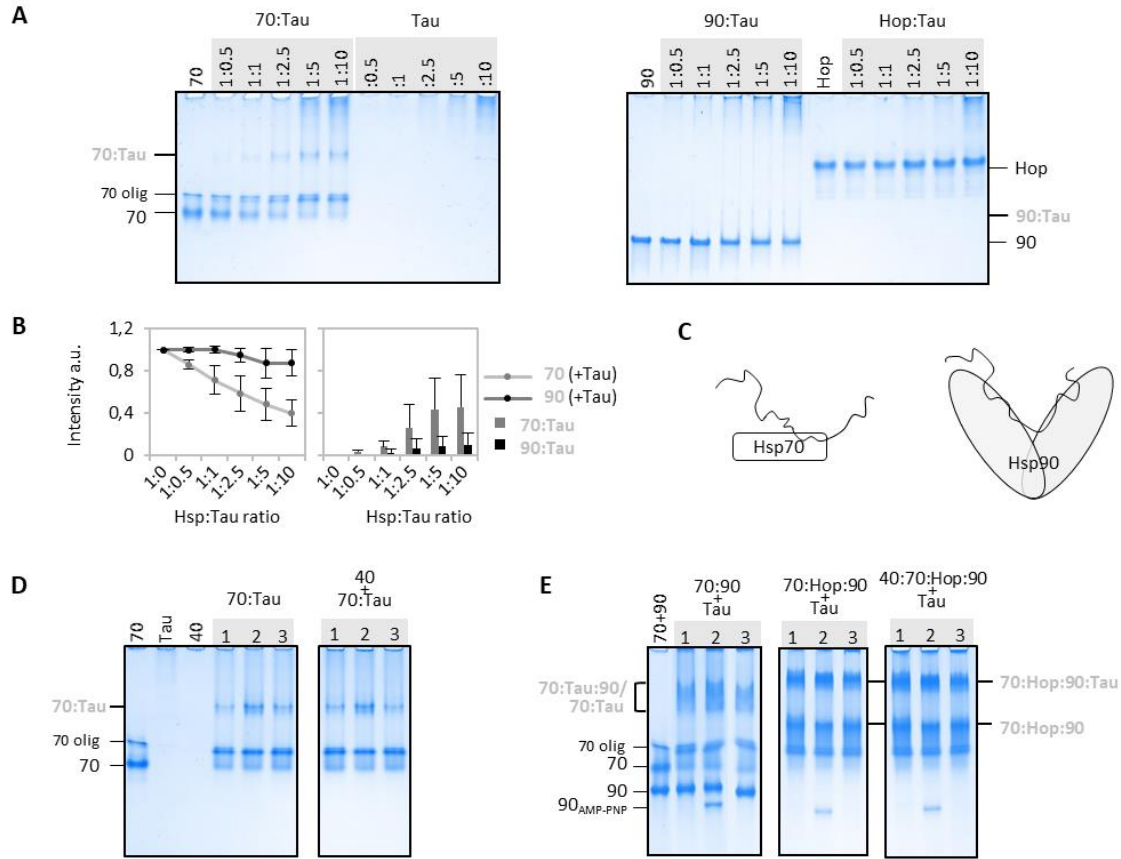 A
70:Tau
Tau
70
1:0.5
1:1
1:2.5
1:5
1:10
:0.5
:1
:2.5
:5
:10
70:Tau
70 olig
70
90:Tau
Hop:Tau
90
1:0.5
1:1
1:2.5
1:5
1:10
Hop
1:0.5
1:1
1:2.5
1:5
1:10
Hop
90:Tau
90
B
Intensity a.u.
1,2
0,8
0,4
0
1:0
1:0.5
1:1
1:2.5
1:5
1:10
Hsp:Tau ratio
1:0
1:0.5
1:1
1:2.5
1:5
1:10
Hsp:Tau ratio
70 (+Tau)
90 (+Tau)
70:Tau
90:Tau
C
Hsp70
Hsp90
D
70
Tau
40
70:Tau
1 2 3
40
+
70:Tau
1 2 3
70:Tau
70 olig
70
E
70+90
70:90
+
Tau
1 2 3
70:Hop:90
+
Tau
1 2 3
40:70:Hop:90
+
Tau
1 2 3
70:Tau:90/
70:Tau
70 olig
70
90
90AMP-PNP
70:Hop:90:Tau
70:Hop:90